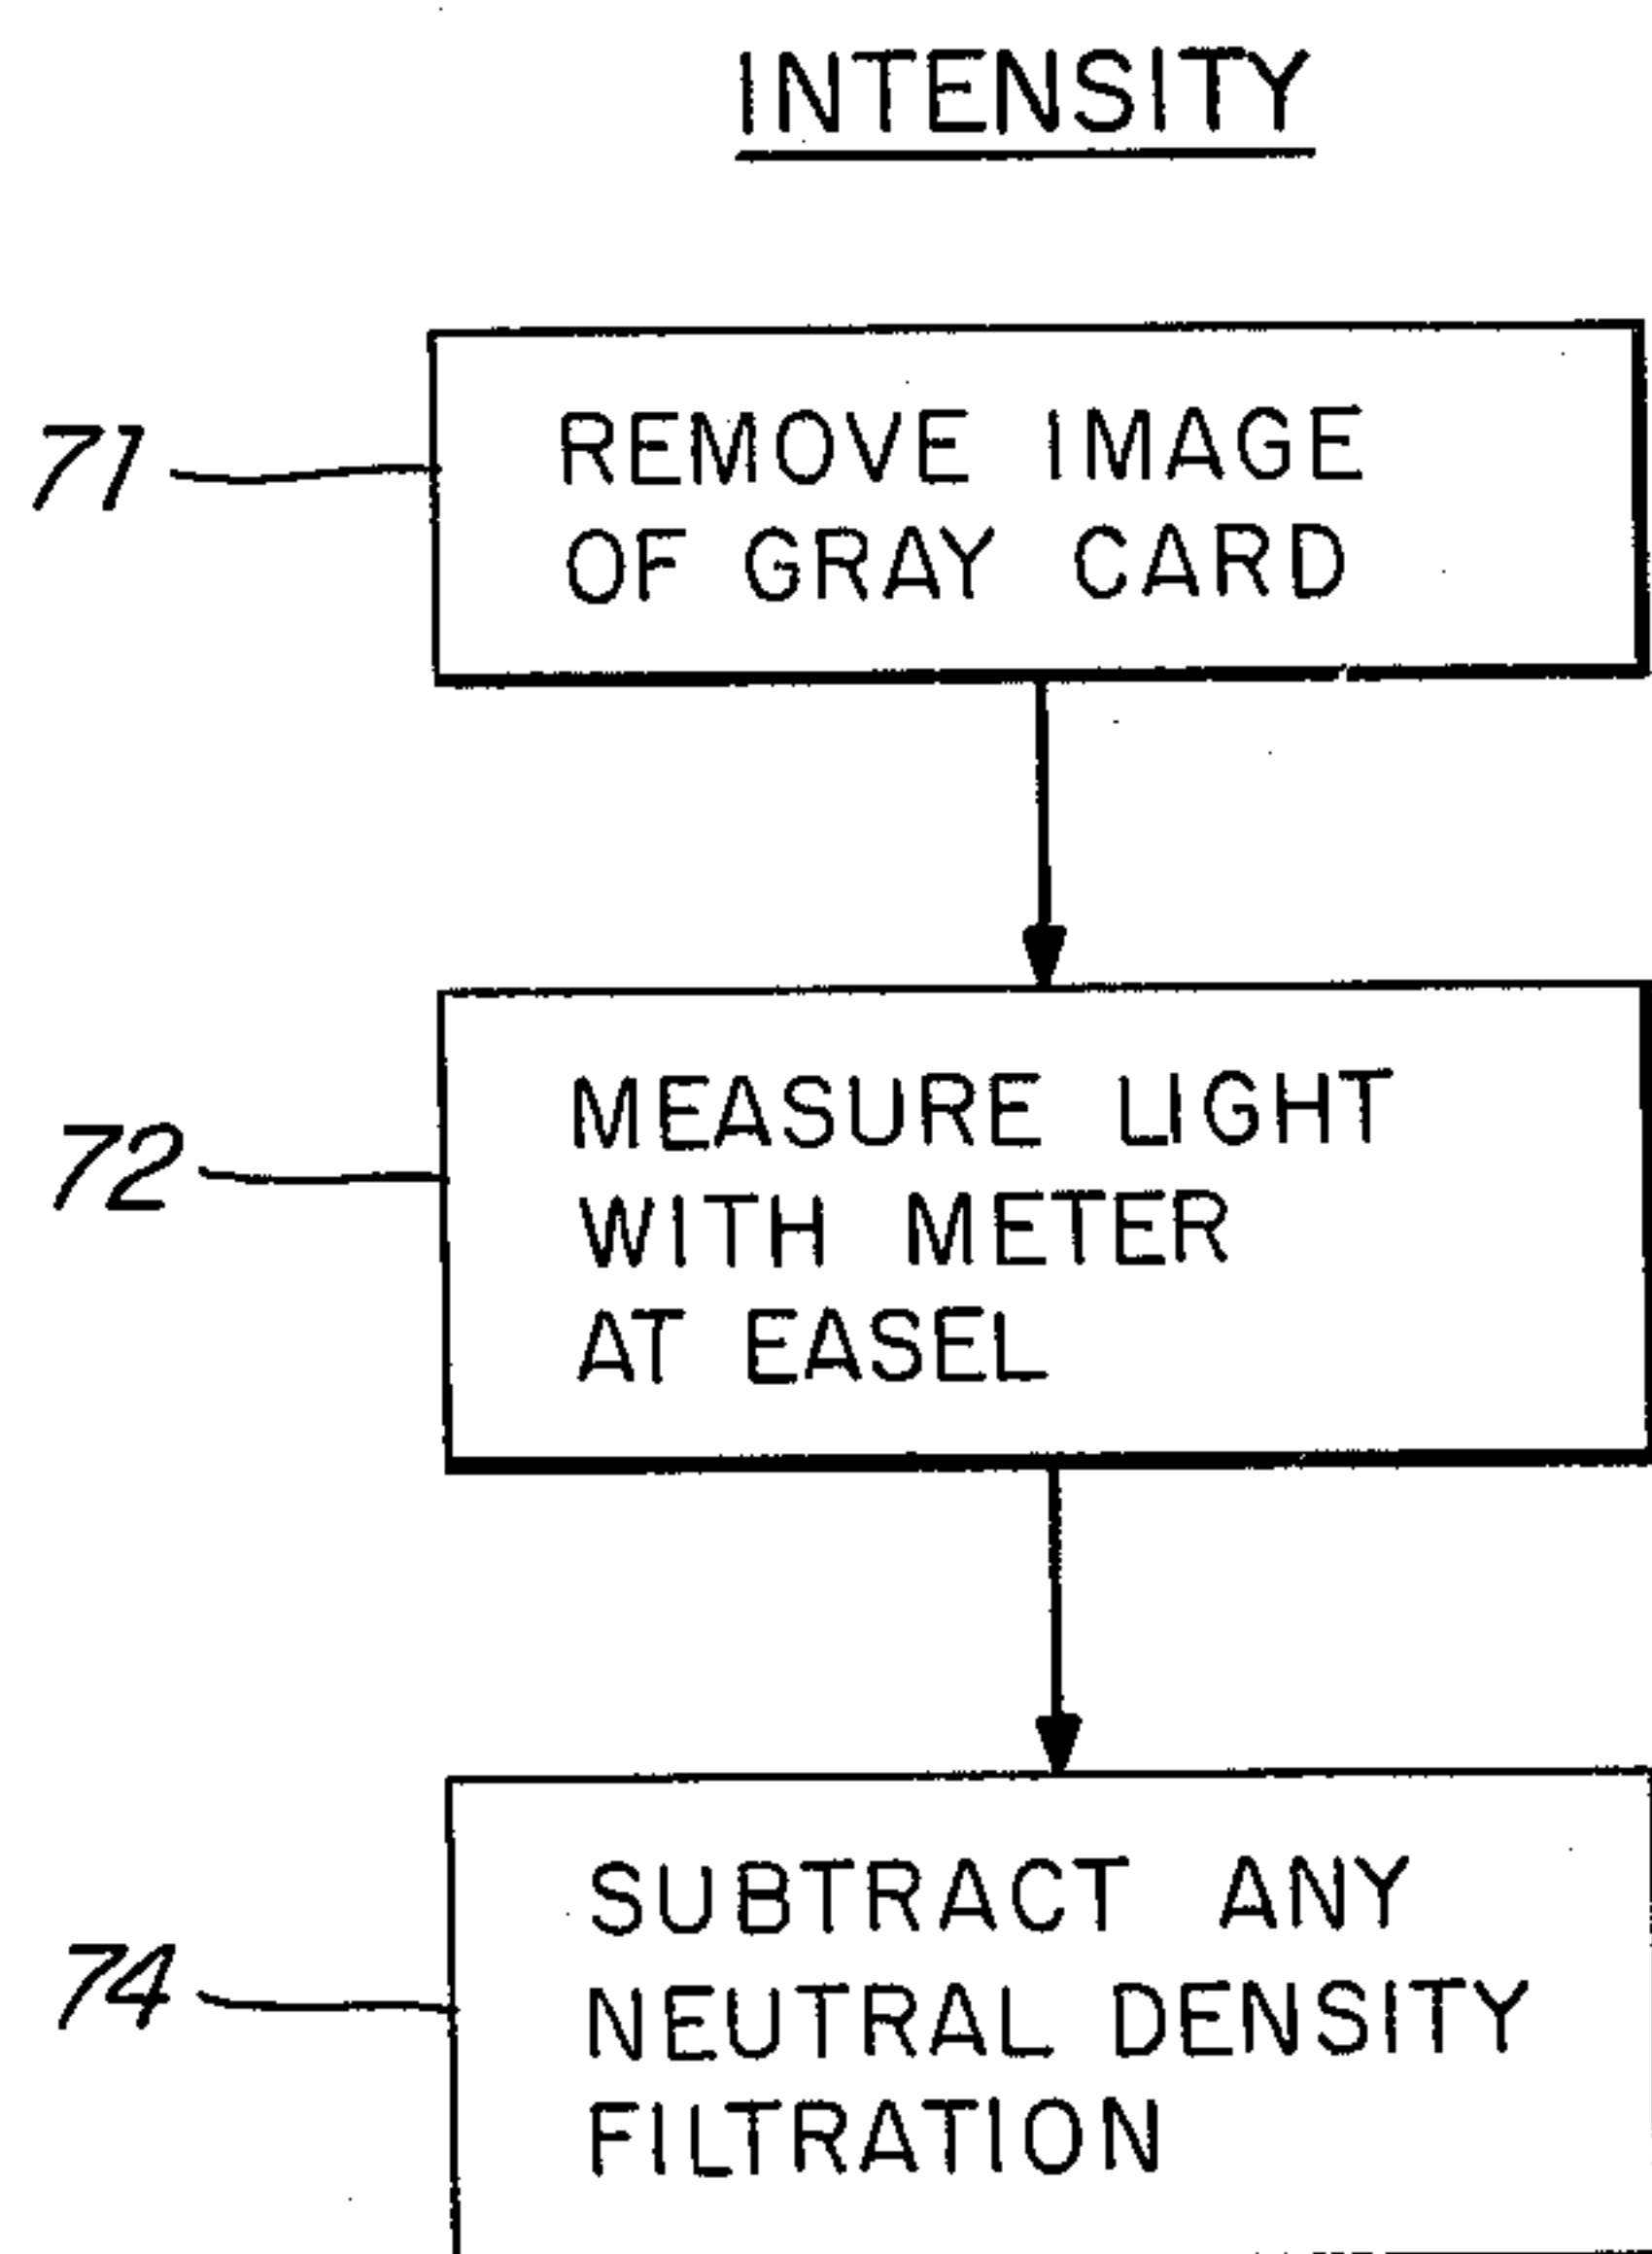 INTENSITY
71
REMOVE IMAGE
OF GRAY CARD
72
MEASURE LIGHT
WITH METER
AT EASEL
74
SUBTRACT ANY
NEUTRAL DENSITY
FILTRATION